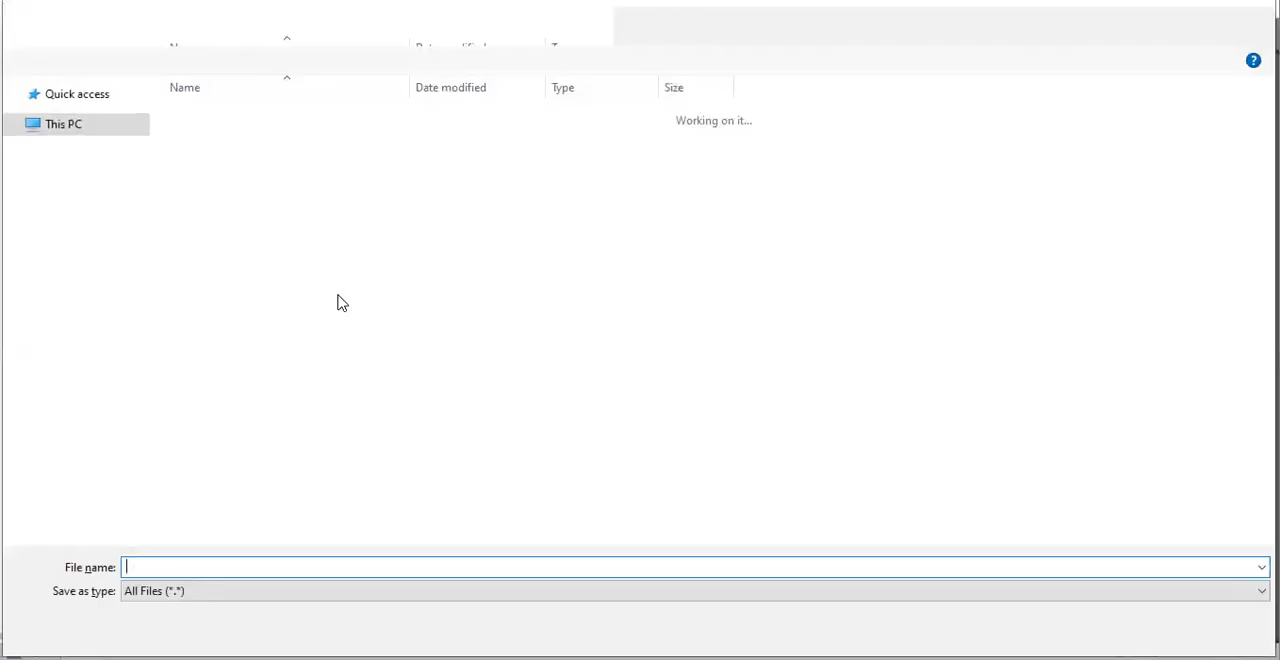 Name Date modified Type Size
Quick access
Working on it...
This PC
File name:
Save as type: All Files (*.*)